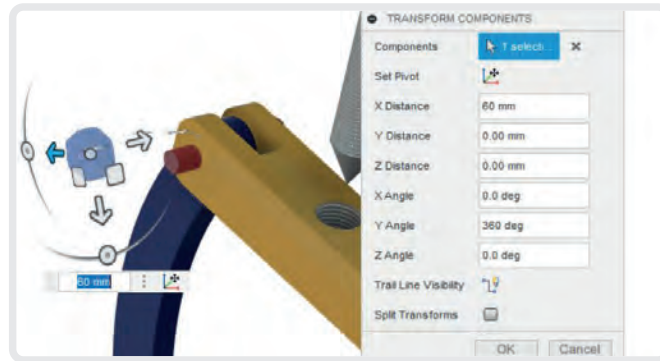 TRANSFORM COMPONENTS
Components 1 selecti...
Set Pivot
X Distance 60 mm
Y Distance 0.00 mm
Z Distance 0.00 mm
X Angle 0.0 deg
Y Angle 360 deg
Z Angle 0.0 deg
Trail Line Visibility
Split Transforms
OK Cancel
60 mm